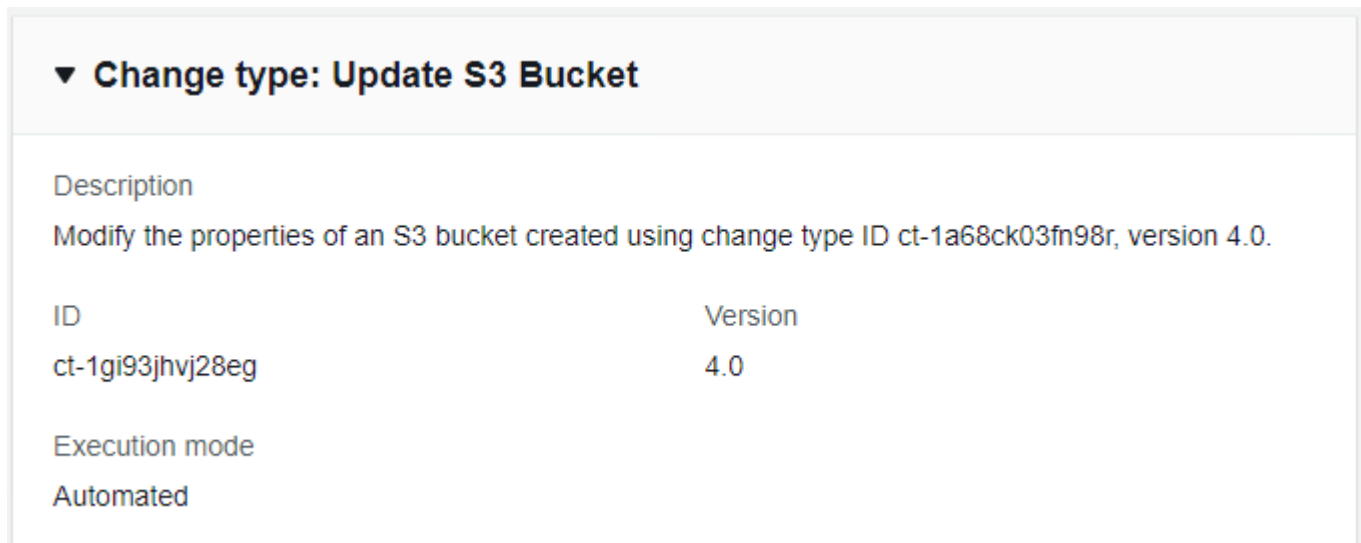 Change type: Update S3 Bucket
Description
Modify the properties of an S3 bucket created using change type ID ct-1a68ck03fn98r, version 4.0.
ID
Version
ct-1gi93jhvj28eg
4.0
Execution mode
Automated